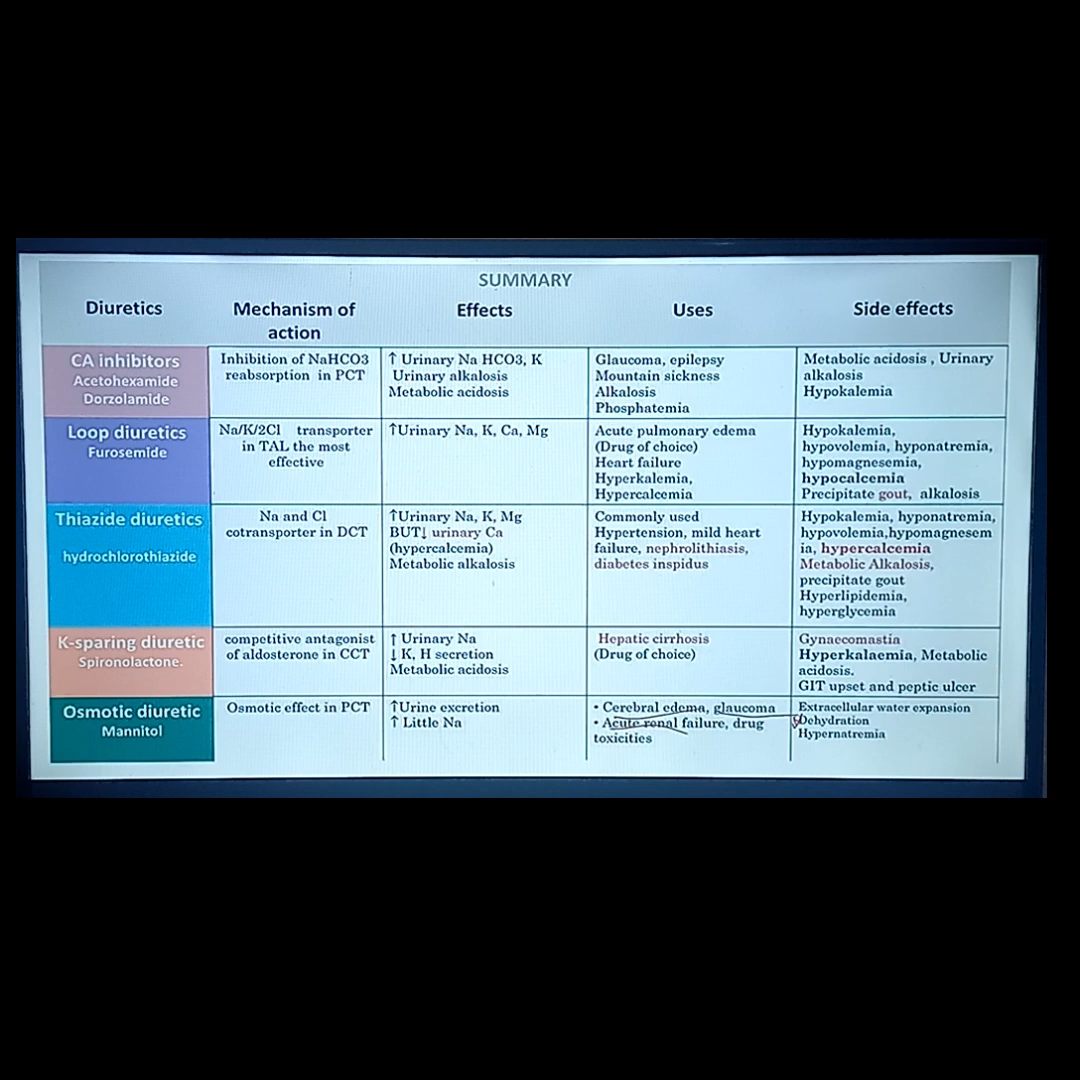 SUMMARY
Diuretics
Mechanism of
action
Effects
Uses
Side effects
CA inhibitors
Acetohexamide
Dorzolamide
Inhibition of NaHCO3
reabsorption in PCT
↑ Urinary Na HCO3, K
Urinary alkalosis
Metabolic acidosis
Glaucoma, epilepsy
Mountain sickness
Alkalosis
Phosphatemia
Metabolic acidosis , Urinary
alkalosis
Hypokalemia
Loop diuretics
Furosemide
Na/K/2Cl transporter
in TAL the most
effective
↑Urinary Na, K, Ca, Mg
Acute pulmonary edema
(Drug of choice)
Heart failure
Hyperkalemia,
Hypercalcemia
Hypokalemia,
hypovolemia, hyponatremia,
hypomagnesemia,
hypocalcemia
Precipitate gout, alkalosis
Thiazide diuretics
hydrochlorothiazide
Na and Cl
cotransporter in DCT
↑Urinary Na, K, Mg
BUT↓ urinary Ca
(hypercalcemia)
Metabolic alkalosis
Commonly used
Hypertension, mild heart
failure, nephrolithiasis,
diabetes inspidus
Hypokalemia, hyponatremia,
hypovolemia,hypomagnesem
ia, hypercalcemia
Metabolic Alkalosis,
precipitate gout
Hyperlipidemia,
hyperglycemia
K-sparing diuretic
Spironolactone.
competitive antagonist
of aldosterone in CCT
↑ Urinary Na
↓ K, H secretion
Metabolic acidosis
Hepatic cirrhosis
(Drug of choice)
Gynaecomastia
Hyperkalaemia, Metabolic
acidosis.
GIT upset and peptic ulcer
Osmotic diuretic
Mannitol
Osmotic effect in PCT
↑Urine excretion
↑ Little Na
• Cerebral edema, glaucoma
• Acute renal failure, drug
toxicities
Extracellular water expansion
Dehydration
Hypernatremia